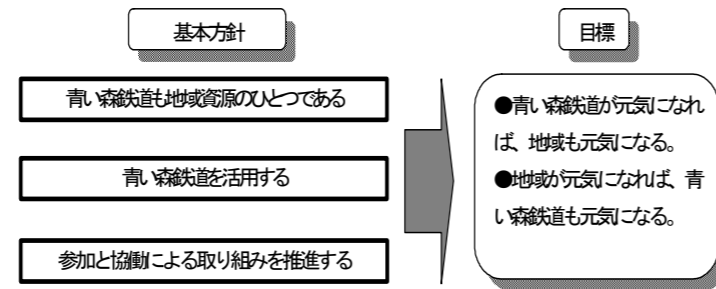 基本方針
青い森鉄道も地域資源のひとつである
青い森鉄道を活用する
参加と協働による取り組みを推進する
目標
●青い森鉄道が元気になれ
ば、地域も元気になる。
●地域が元気になれば、青
い森鉄道も元気になる。